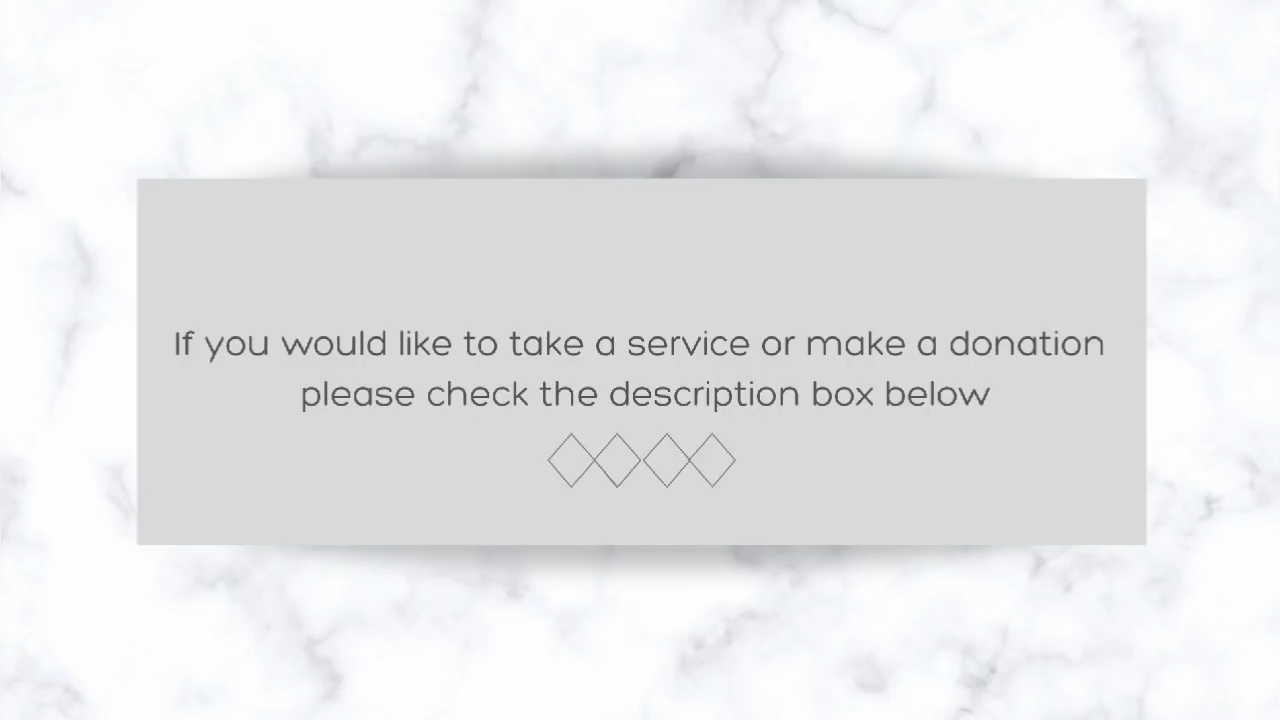 If you would like to take a service or make a donation
please check the description box below